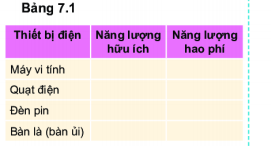 Bảng 7.1
Thiết bị điện Năng lượng hữu ích Năng lượng hao phí
Máy vi tính
Quạt điện
Đèn pin
Bàn là (bàn ủi)